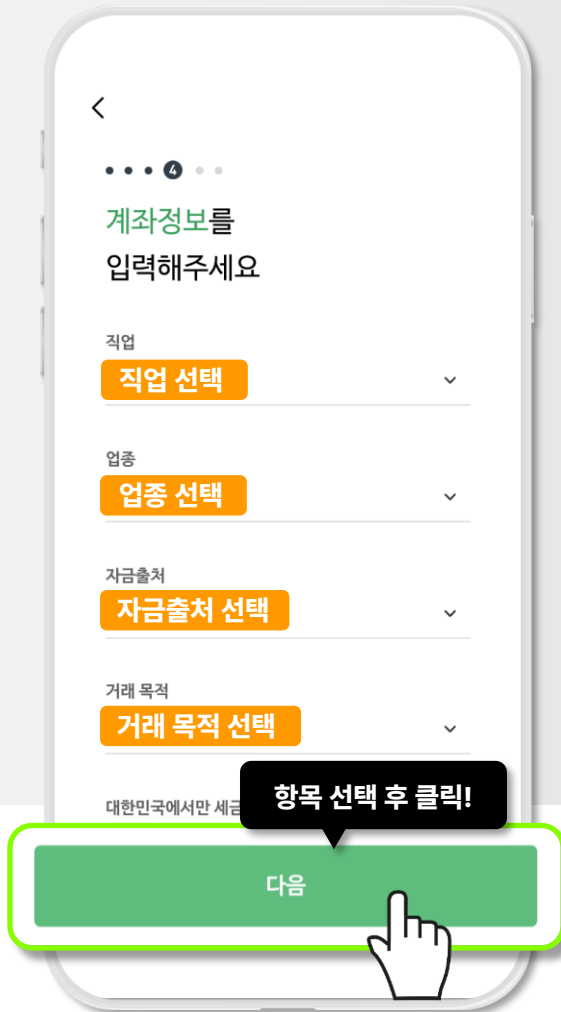 4
계좌정보를
입력해주세요
직업
직업 선택
업종
업종 선택
자금출처
자금출처 선택
거래 목적
거래 목적 선택
항목 선택 후 클릭!
대한민국에서만 세금
다음